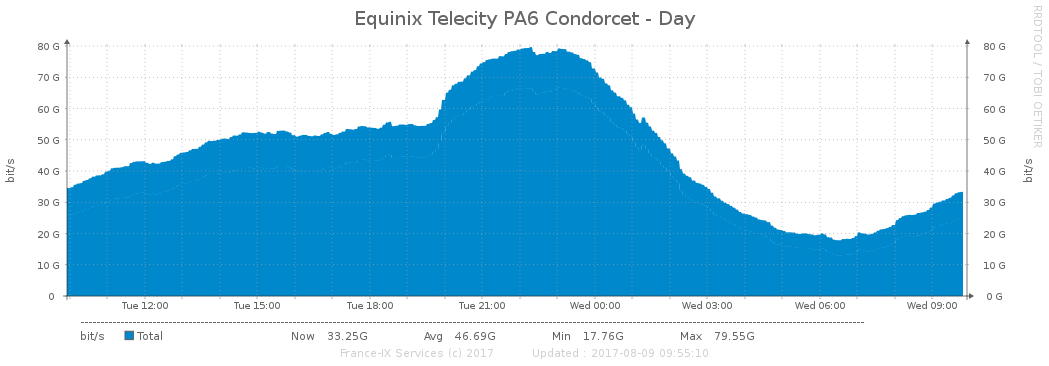 Equinix Telecity PA6 Condorcet - Day
RRDTOOL / TOBI OETIKER
80 G 80 G
70 G 70 G
60 G 60 G
50 G 50 G
40 G 40 G
30 G 30 G
20 G 20 G
10 G 10 G
0 0 G
bit/s bit/s
Tue 12:00 Tue 15:00 Tue 18:00 Tue 21:00 Wed 00:00 Wed 03:00 Wed 06:00 Wed 09:00
bit/s Total Now 33.25G Avg 46.69G Min 17.76G Max 79.55G
France-IX Services (c) 2017 Updated : 2017-08-09 09:55:10